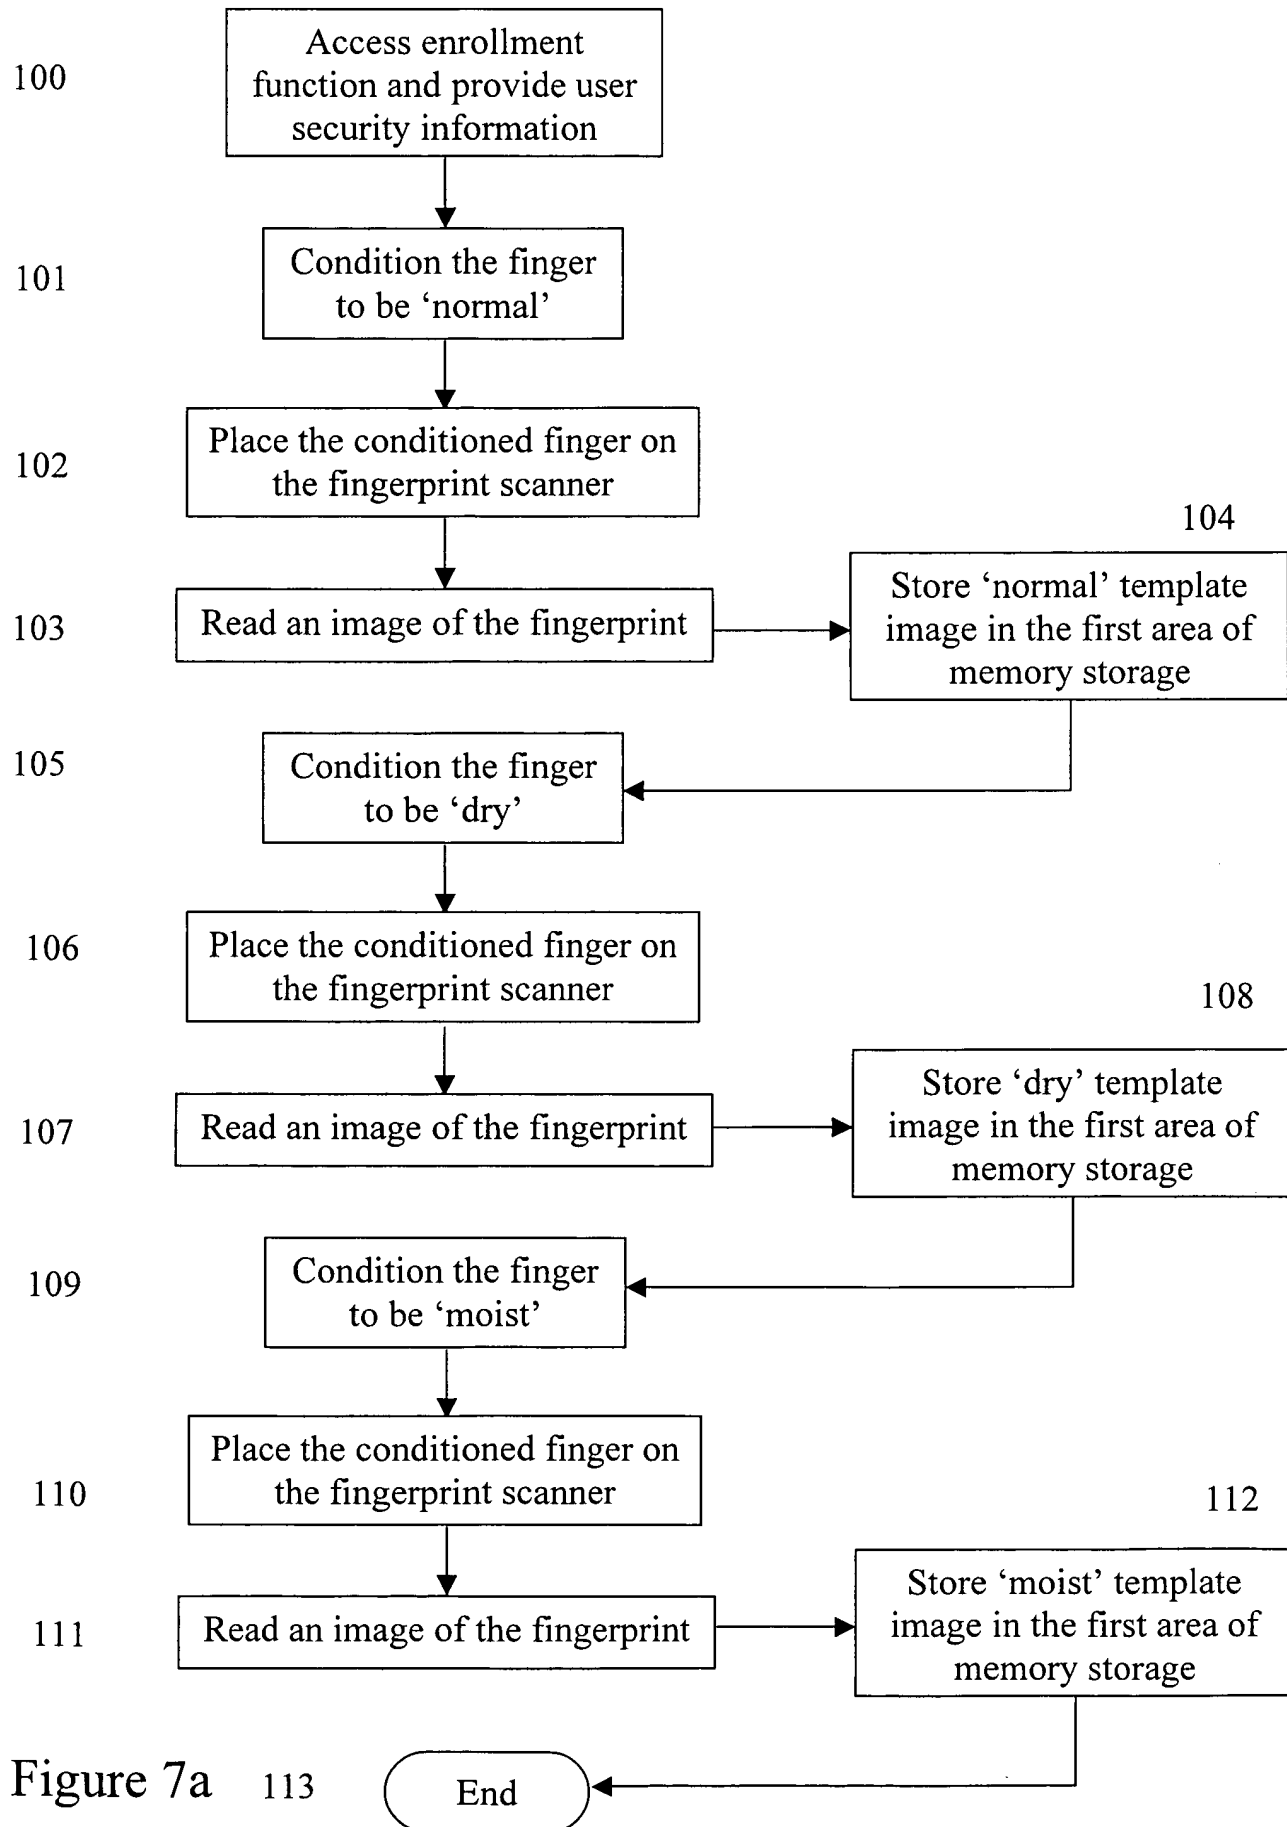 100
Access enrollment
function and provide user
security information
101
Condition the finger
to be ‘normal’
102
Place the conditioned finger on
the fingerprint scanner
103
Read an image of the fingerprint
104
Store ‘normal’ template
image in the first area of
memory storage
105
Condition the finger
to be ‘dry’
106
Place the conditioned finger on
the fingerprint scanner
107
Read an image of the fingerprint
108
Store ‘dry’ template
image in the first area of
memory storage
109
Condition the finger
to be ‘moist’
110
Place the conditioned finger on
the fingerprint scanner
111
Read an image of the fingerprint
112
Store ‘moist’ template
image in the first area of
memory storage
Figure 7a
113
End